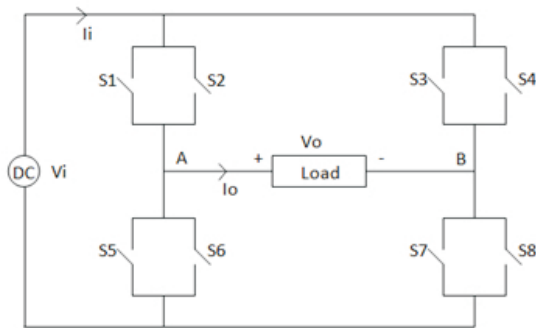 Ii
S1 S2 S3 S4
Vo
A + - B
DC Vi Load
Io
S5 S6 S7 S8